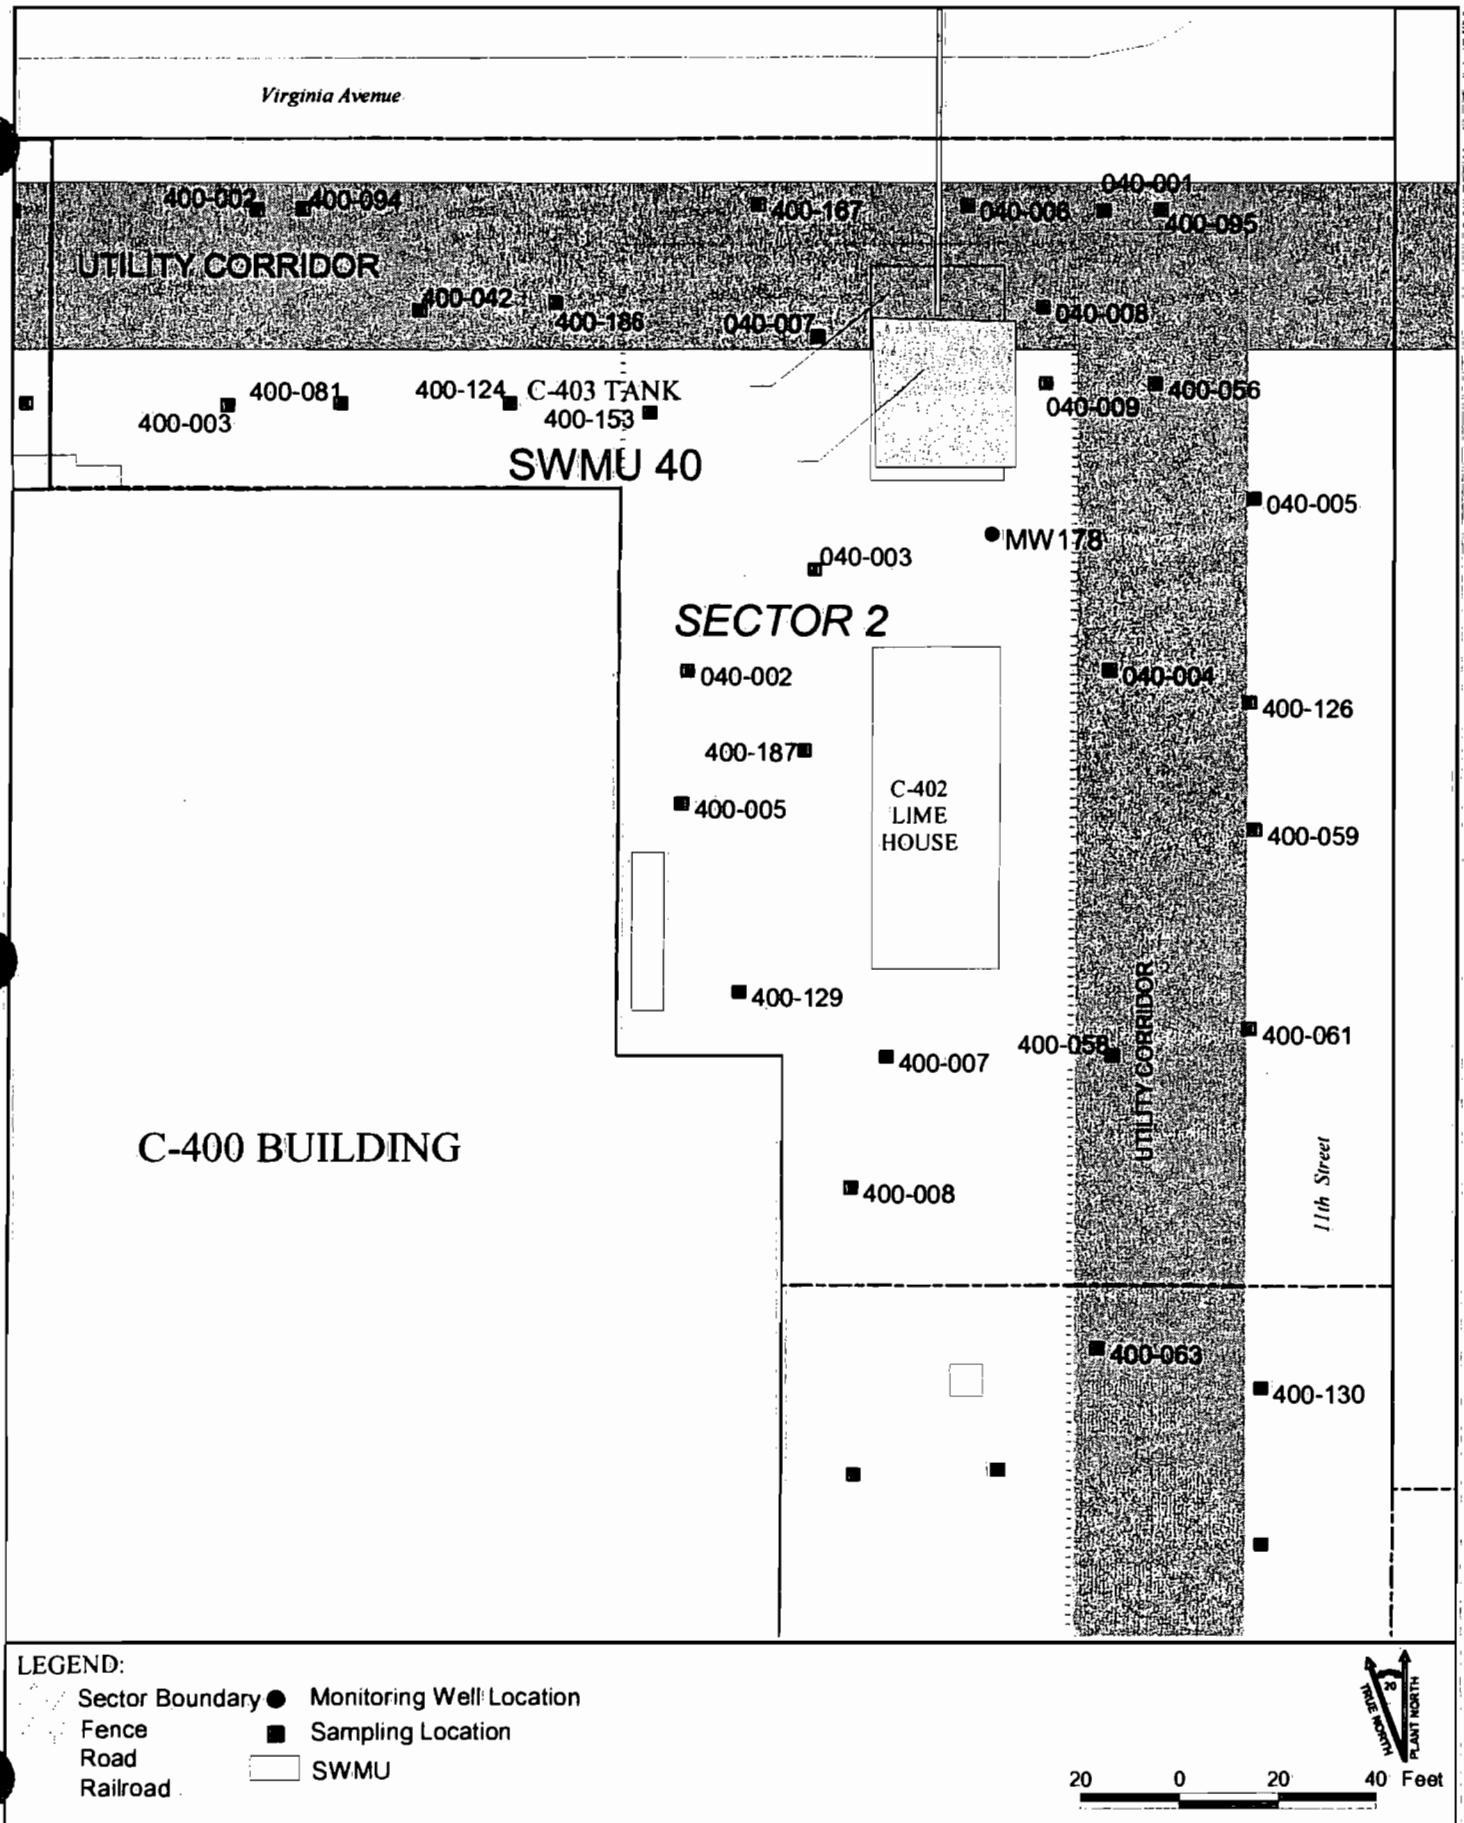 Virginia Avenue
040-001
400-002
400-094
400-167
040-006
400-095
UTILITY CORRIDOR
400-042
400-186
040-007
040-008
400-081
400-124
C-403 TANK
400-056
400-003
400-153
040-009
SWMU 40
040-005
MW178
040-003
SECTOR 2
040-002
040-004
400-126
400-187
C-402
LIME
HOUSE
400-005
400-059
400-129
400-058
400-061
400-007
UTILITY CORRIDOR
C-400 BUILDING
400-008
11th Street
400-063
400-130
LEGEND:
Sector Boundary
Monitoring Well Location
Fence
Sampling Location
Road
SWMU
Railroad
20
TRUE NORTH
PLANT NORTH
20 0 20 40 Feet